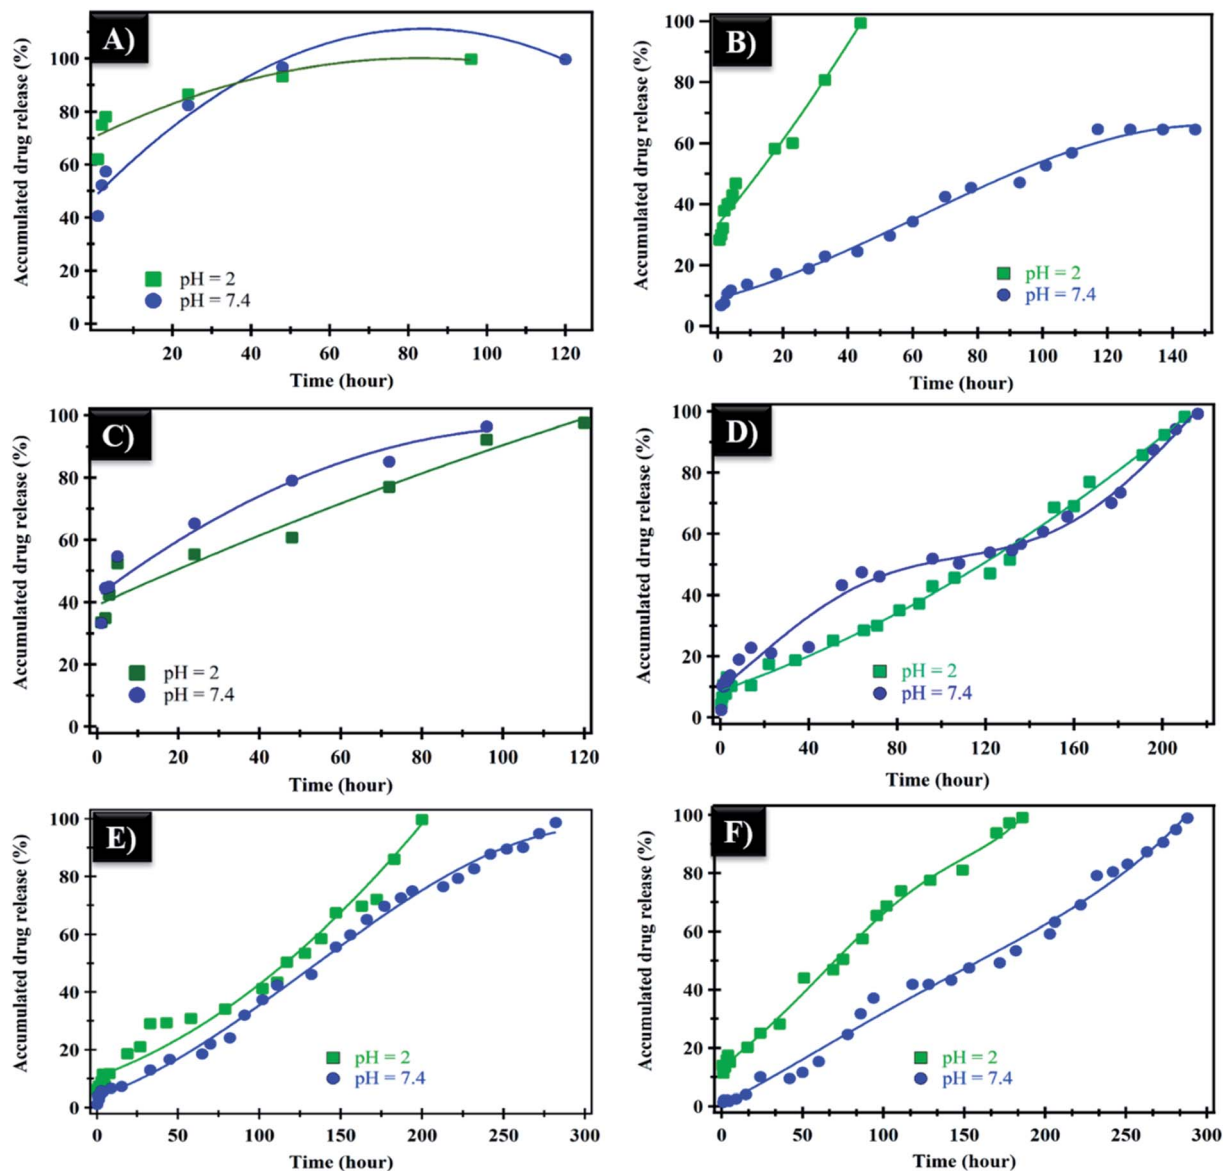 A)
Accumulated drug release (%)
100
80
60
40
20
0
pH = 2
pH = 7.4
20 40 60 80 100 120
Time (hour)
B)
Accumulated drug release (%)
100
80
60
40
20
0
pH = 2
pH = 7.4
0 20 40 60 80 100 120 140
Time (hour)
C)
Accumulated drug release (%)
100
80
60
40
20
0
pH = 2
pH = 7.4
0 20 40 60 80 100 120
Time (hour)
D)
Accumulated drug release (%)
100
80
60
40
20
0
pH = 2
pH = 7.4
0 40 80 120 160 200
Time (hour)
E)
Accumulated drug release (%)
100
80
60
40
20
0
pH = 2
pH = 7.4
0 50 100 150 200 250 300
Time (hour)
F)
Accumulated drug release (%)
100
80
60
40
20
0
pH = 2
pH = 7.4
0 50 100 150 200 250 300
Time (hour)